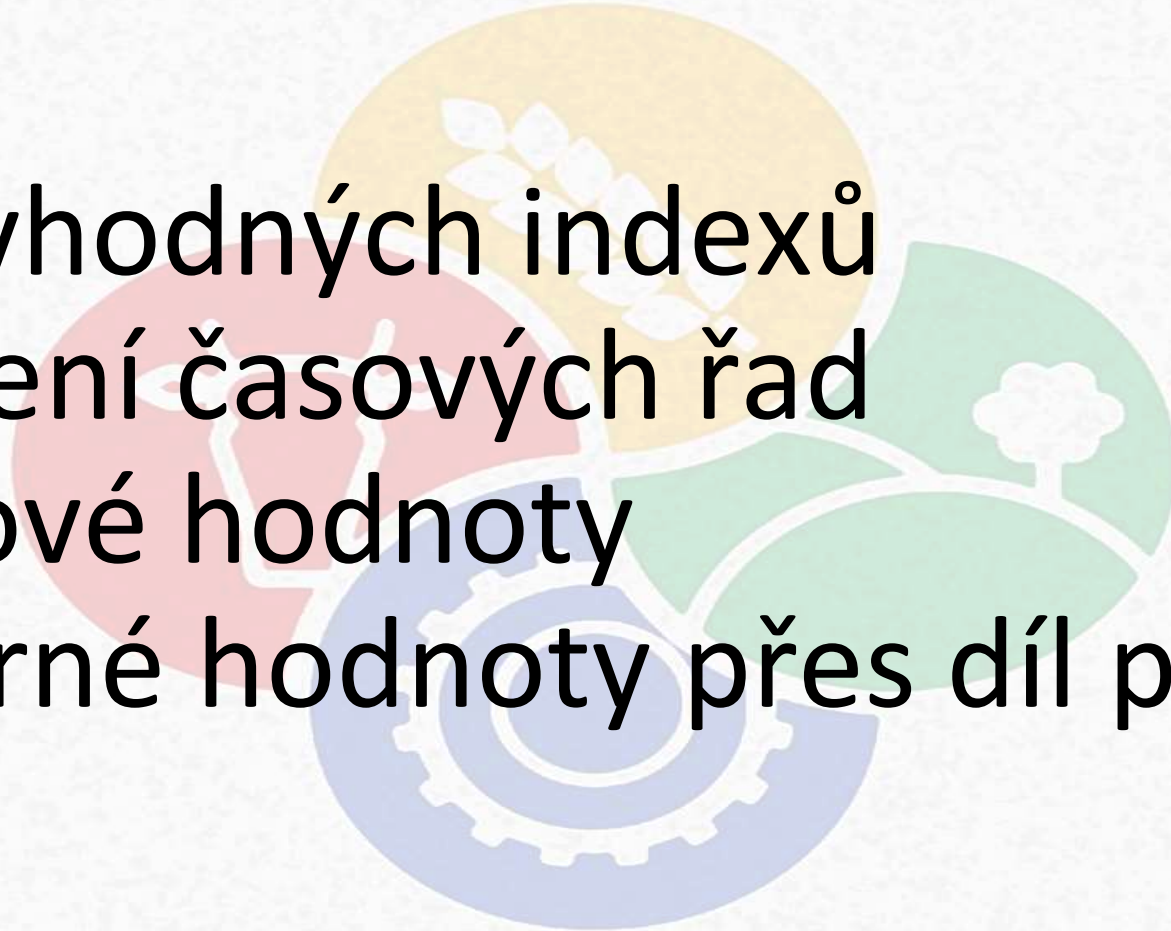 vhodných indexů
ení časových řad
ové hodnoty
rné hodnoty přes díl p